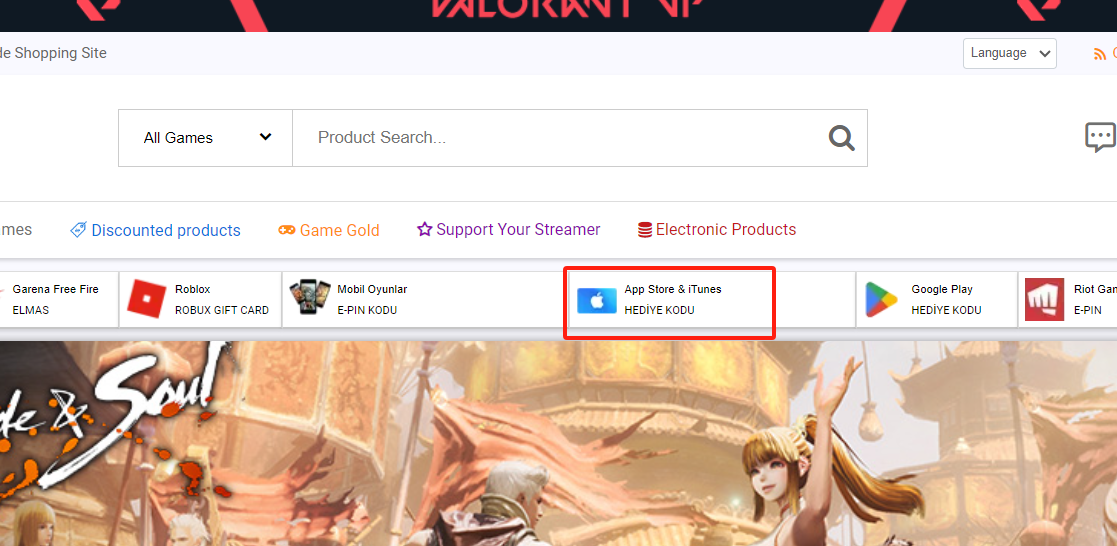 VALORANT VP
de Shopping Site
Language
All Games
Product Search...
mes
Discounted products
Game Gold
Support Your Streamer
Electronic Products
Garena Free Fire
ELMAS
Roblox
ROBUX GIFT CARD
Mobil Oyunlar
E-PIN KODU
App Store & iTunes
HEDİYE KODU
Google Play
HEDİYE KODU
Riot Gam
E-PIN
de & Soul